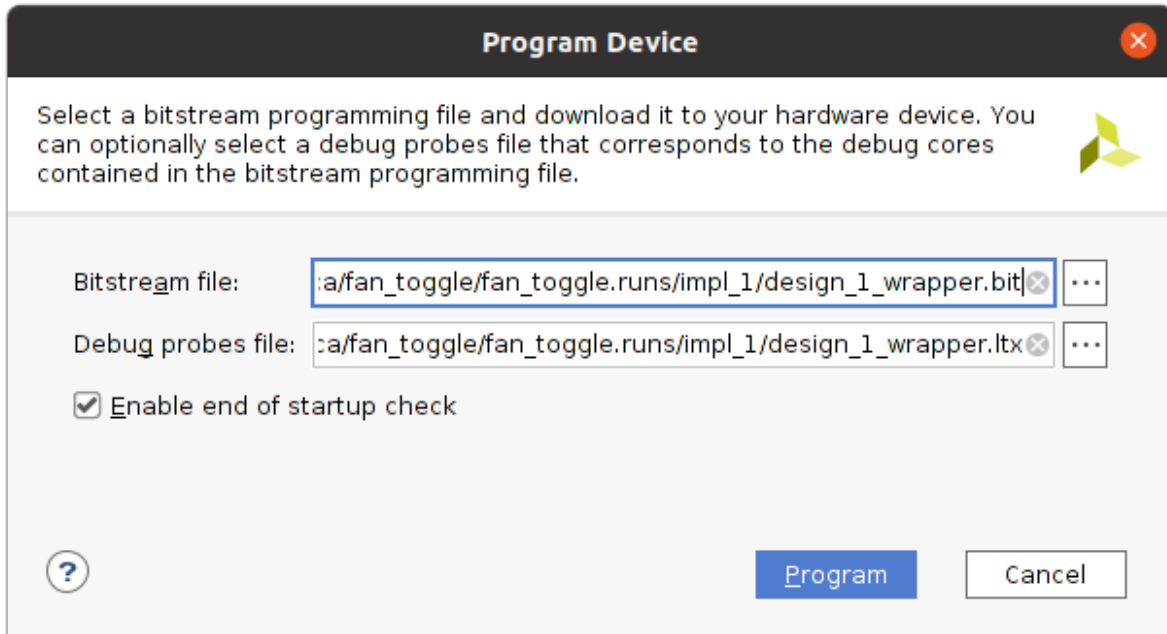 Program Device
Select a bitstream programming file and download it to your hardware device. You
can optionally select a debug probes file that corresponds to the debug cores
contained in the bitstream programming file.
Bitstream file: :a/fan_toggle/fan_toggle.runs/impl_1/design_1_wrapper.bit ...
Debug probes file: :a/fan_toggle/fan_toggle.runs/impl_1/design_1_wrapper.ltx ...
Enable end of startup check
? Program Cancel